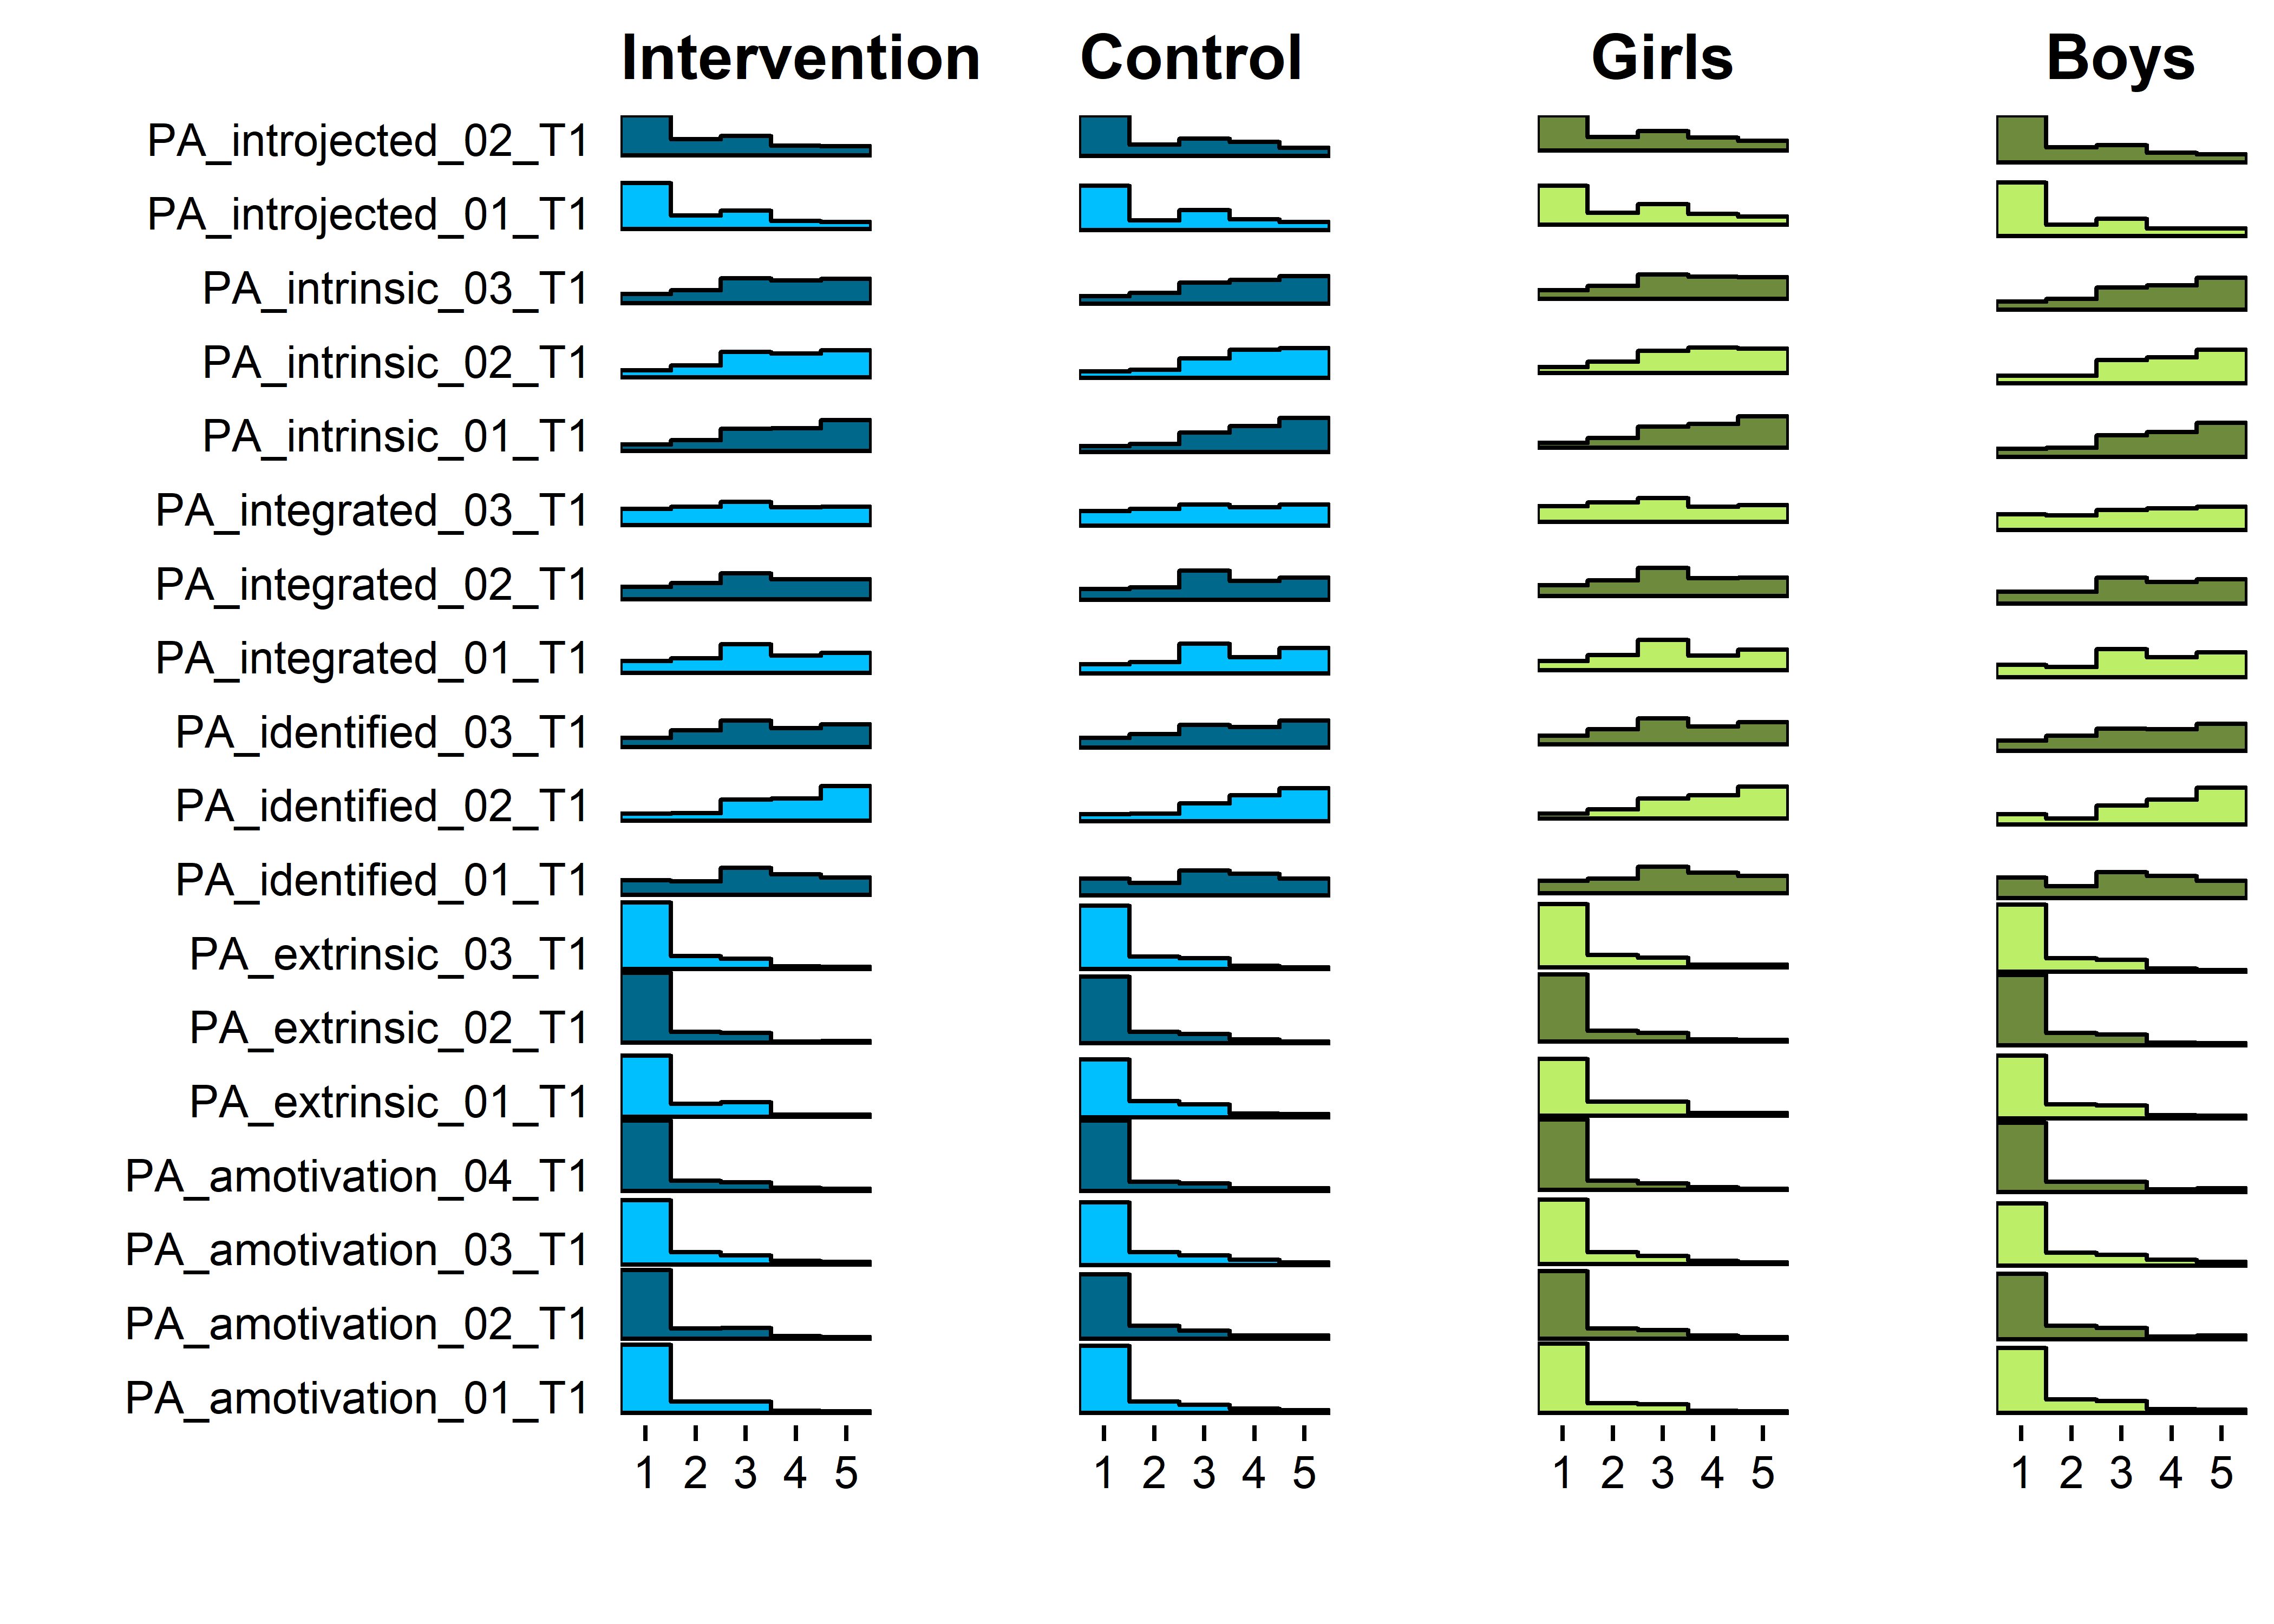 Intervention Control Girls Boys
PA_introjected_02_T1
PA_introjected_01_T1
PA_intrinsic_03_T1
PA_intrinsic_02_T1
PA_intrinsic_01_T1
PA_integrated_03_T1
PA_integrated_02_T1
PA_integrated_01_T1
PA_identified_03_T1
PA_identified_02_T1
PA_identified_01_T1
PA_extrinsic_03_T1
PA_extrinsic_02_T1
PA_extrinsic_01_T1
PA_amotivation_04_T1
PA_amotivation_03_T1
PA_amotivation_02_T1
PA_amotivation_01_T1
1 2 3 4 5 1 2 3 4 5 1 2 3 4 5 1 2 3 4 5